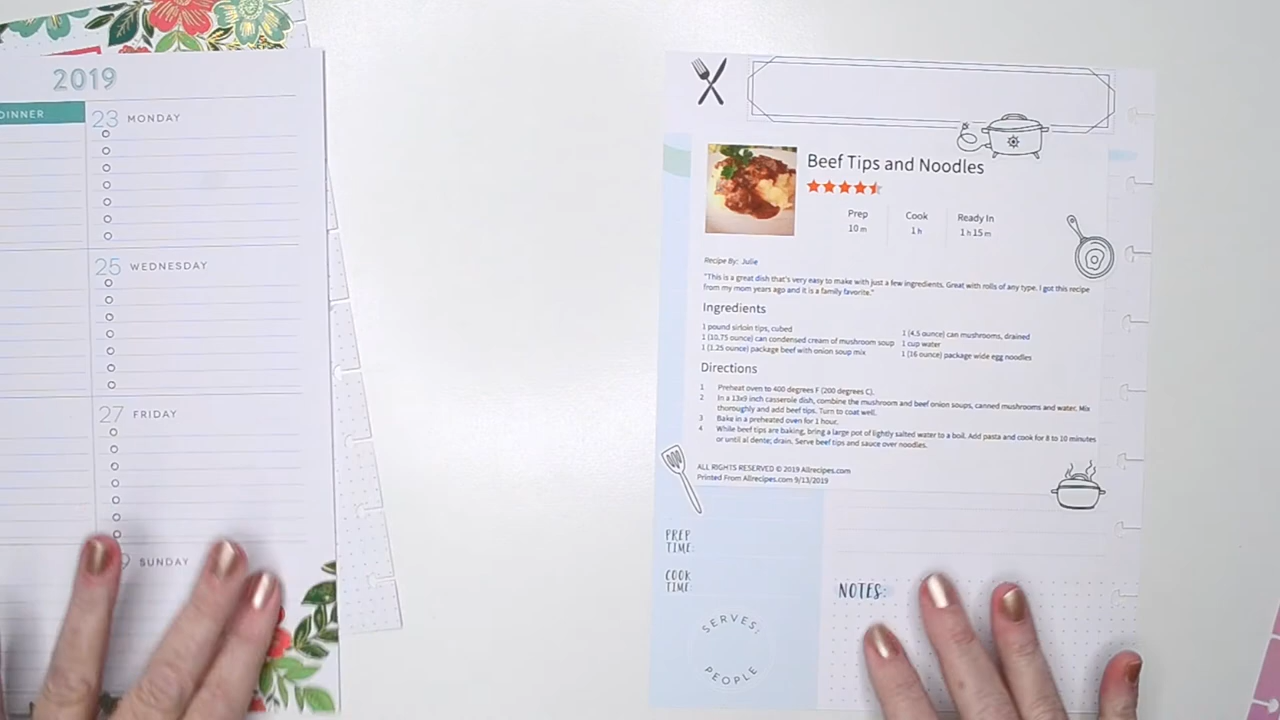 2019
DINNER
23 MONDAY
25 WEDNESDAY
27 FRIDAY
SUNDAY
Beef Tips and Noodles
Prep Cook Ready In
10 m 1 h 1 h 15 m
Recipe By: Julie
"This is a great dish that's very easy to make with just a few ingredients. Great with rolls of any type. I got this recipe
from my mom years ago and it is a family favorite."
Ingredients
1 pound sirloin tips, cubed
1 (10.75 ounce) can condensed cream of mushroom soup
1 (1.25 ounce) package beef with onion soup mix
1 (4.5 ounce) can mushrooms, drained
1 cup water
1 (16 ounce) package wide egg noodles
Directions
1 Preheat oven to 400 degrees F (200 degrees C).
2 In a 13x9 inch casserole dish, combine the mushroom and beef onion soups, canned mushrooms and water. Mix
thoroughly and add beef tips. Turn to coat well.
3 Bake in a preheated oven for 1 hour.
4 While beef tips are baking, bring a large pot of lightly salted water to a boil. Add pasta and cook for 8 to 10 minutes
or until al dente; drain. Serve beef tips and sauce over noodles.
ALL RIGHTS RESERVED © 2019 Allrecipes.com
Printed From Allrecipes.com 9/13/2019
PREP
TIME:
COOK
TIME:
SERVES:
PEOPLE
NOTES: